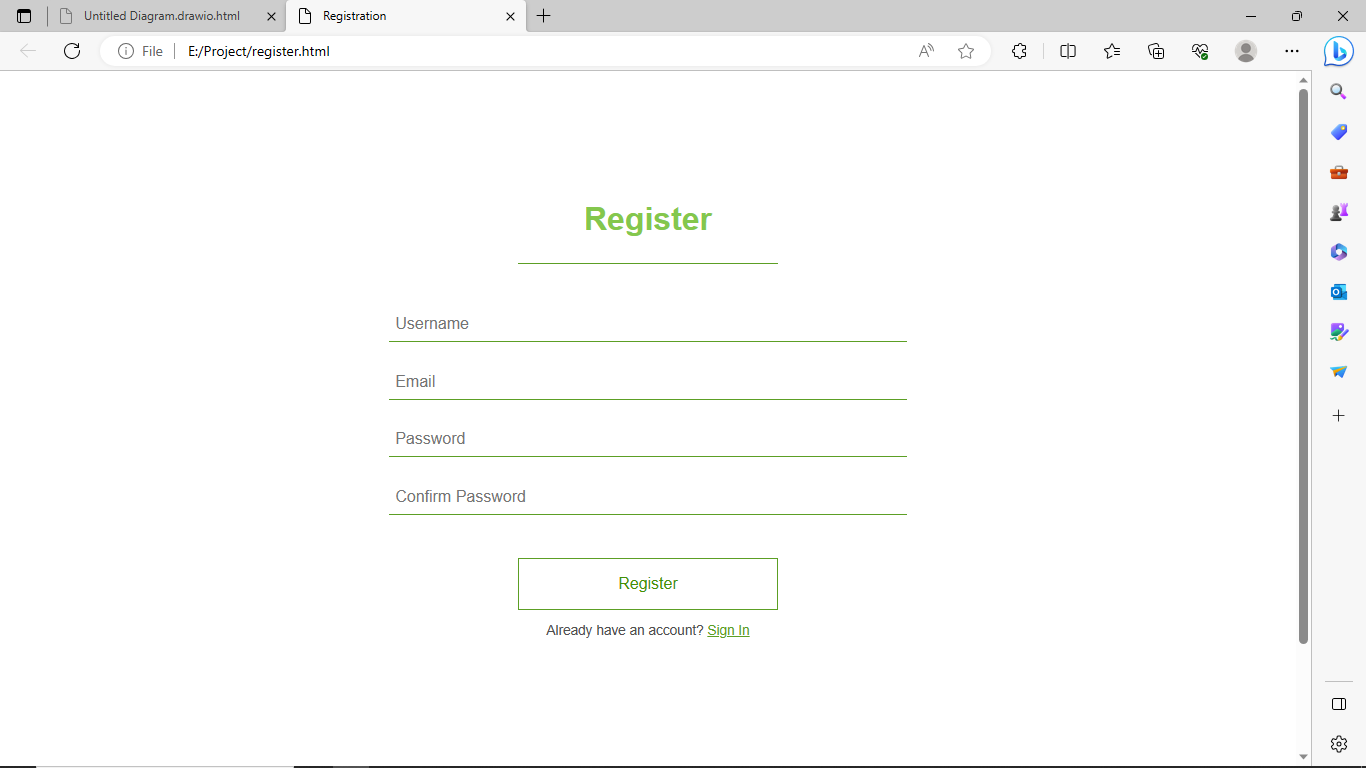 Untitled Diagram.drawio.html
Registration
File
E:/Project/register.html
Register
Username
Email
Password
Confirm Password
Register
Already have an account? Sign In